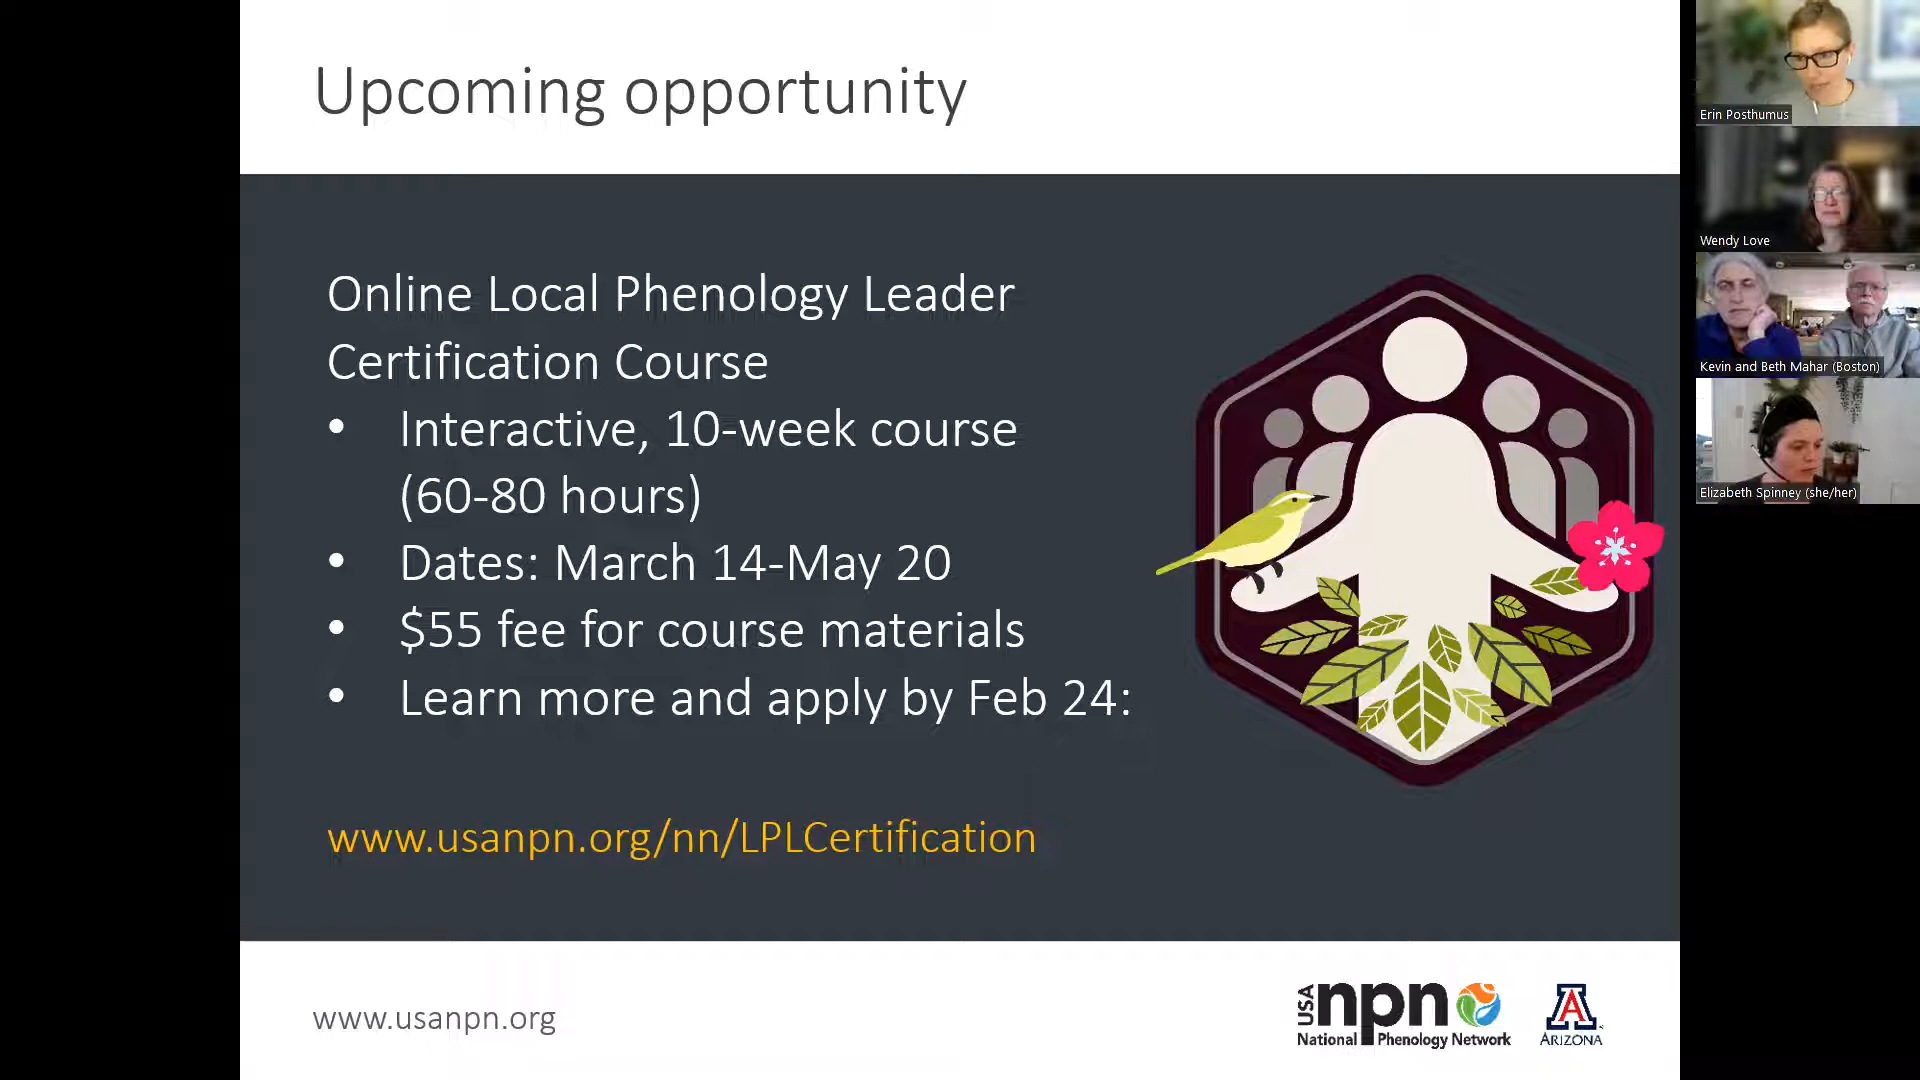 Upcoming opportunity
Online Local Phenology Leader
Certification Course
• Interactive, 10-week course
(60-80 hours)
• Dates: March 14-May 20
• $55 fee for course materials
• Learn more and apply by Feb 24:
www.usanpn.org/nn/LPLCertification
www.usanpn.org
USA npn
National Phenology Network
A
ARIZONA
Erin Posthumus
Wendy Love
Kevin and Beth Mahar (Boston)
Elizabeth Spinney (she/her)